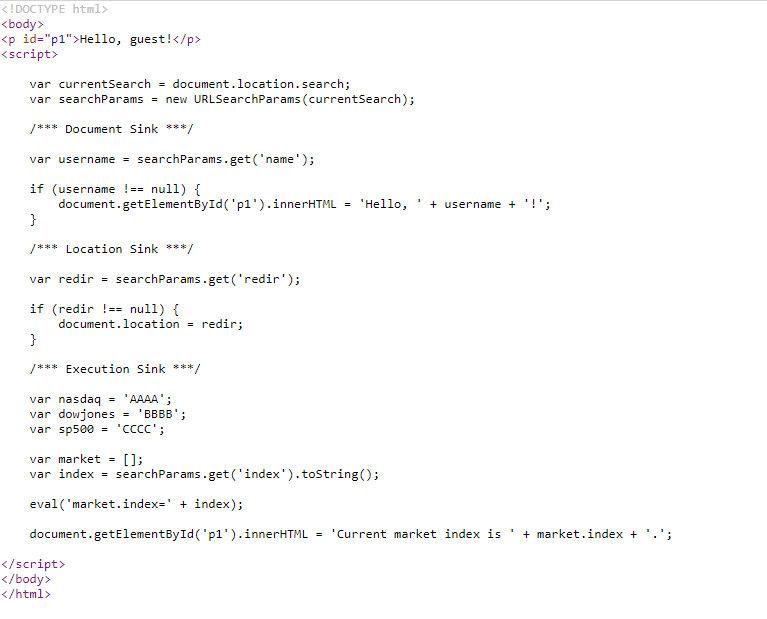 <!DOCTYPE html>
<body>
<p id="p1">Hello, guest!</p>
<script>
var currentSearch = document.location.search;
var searchParams = new URLSearchParams(currentSearch);
/*** Document Sink ***/
var username = searchParams.get('name');
if (username !== null) {
document.getElementById('p1').innerHTML = 'Hello, ' + username + '!';
}
/*** Location Sink ***/
var redir = searchParams.get('redir');
if (redir !== null) {
document.location = redir;
}
/*** Execution Sink ***/
var nasdaq = 'AAAA';
var dowjones = 'BBBB';
var sp500 = 'CCCC';
var market = [];
var index = searchParams.get('index').toString();
eval('market.index=' + index);
document.getElementById('p1').innerHTML = 'Current market index is ' + market.index + '.';
</script>
</body>
</html>